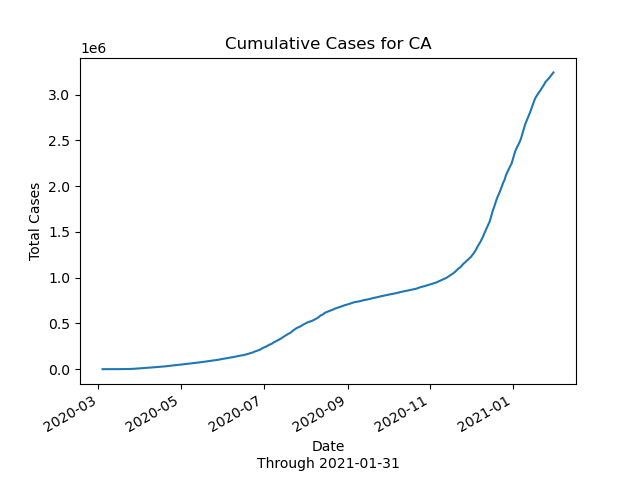 Cumulative Cases for CA
1e6
3.0
2.5
2.0
1.5
1.0
0.5
0.0
Total Cases
2020-03
2020-05
2020-07
2020-09
2020-11
2021-01
Date
Through 2021-01-31